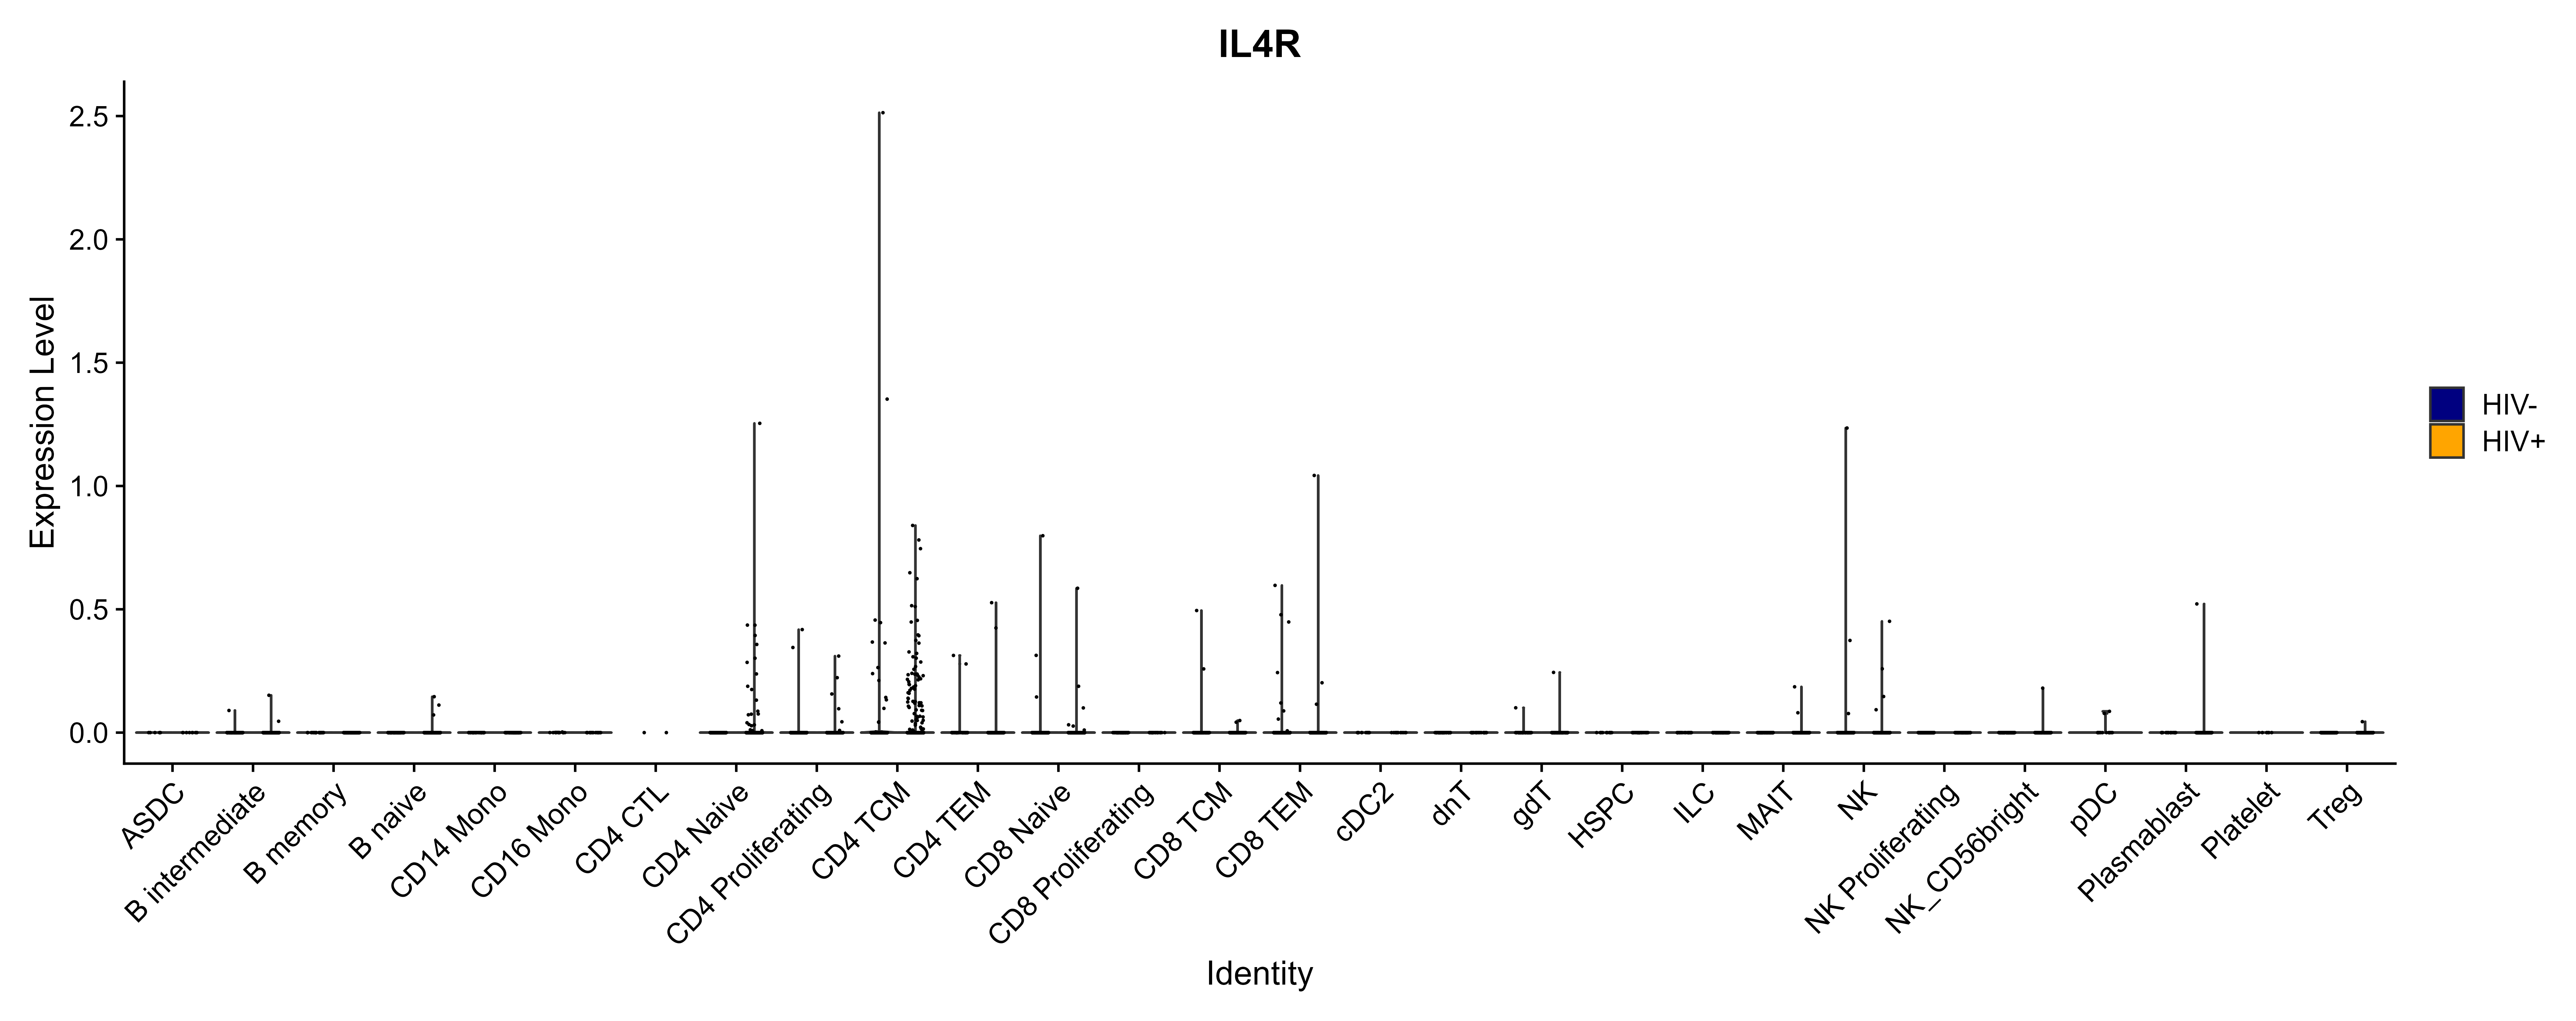 IL4R
Expression Level
2.5
2.0
1.5
1.0
0.5
0.0
ASDC
B intermediate
B memory
B naive
CD14 Mono
CD16 Mono
CD4 CTL
CD4 Naive
CD4 Proliferating
CD4 TCM
CD4 TEM
CD8 Naive
CD8 Proliferating
CD8 TCM
CD8 TEM
cDC2
dnT
gdT
HSPC
ILC
MAIT
NK
NK Proliferating
NK_CD56bright
pDC
Plasmablast
Platelet
Treg
Identity
HIV-
HIV+